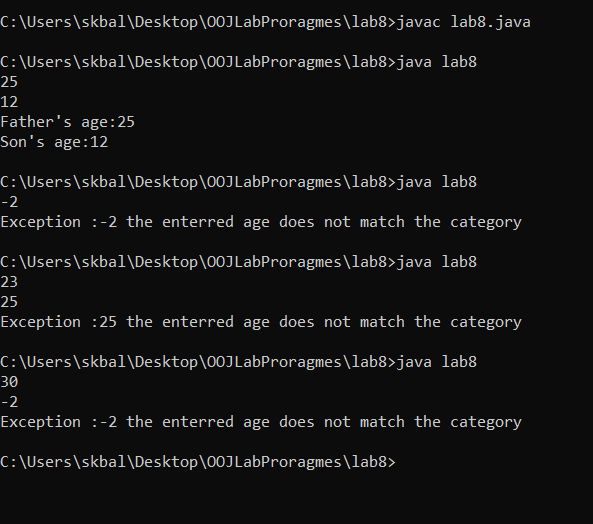 C:\Users\skbal\Desktop\OOJLabProragmes\lab8>javac lab8.java
C:\Users\skbal\Desktop\OOJLabProragmes\lab8>java lab8
25
12
Father's age:25
Son's age:12
C:\Users\skbal\Desktop\OOJLabProragmes\lab8>java lab8
-2
Exception :-2 the enterred age does not match the category
C:\Users\skbal\Desktop\OOJLabProragmes\lab8>java lab8
23
25
Exception :25 the enterred age does not match the category
C:\Users\skbal\Desktop\OOJLabProragmes\lab8>java lab8
30
-2
Exception :-2 the enterred age does not match the category
C:\Users\skbal\Desktop\OOJLabProragmes\lab8>